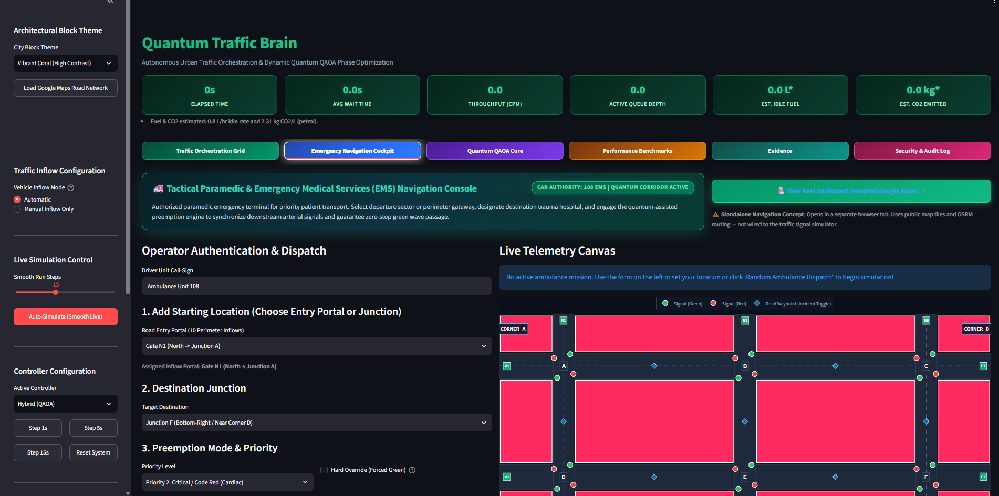 Architectural Block Theme
City Block Theme
Vibrant Coral (High Contrast)
Load Google Maps Road Network
Traffic Inflow Configuration
Vehicle Inflow Mode
Automatic
Manual Inflow Only
Live Simulation Control
Smooth Run Steps
15
Auto-Simulate (Smooth Live)
Controller Configuration
Active Controller
Hybrid (QAOA)
Step 1s
Step 5s
Step 15s
Reset System
Quantum Traffic Brain
Autonomous Urban Traffic Orchestration & Dynamic Quantum QAOA Phase Optimization
0s
ELAPSED TIME
0.0s
AVG WAIT TIME
0.0
THROUGHPUT (CPM)
0.0
ACTIVE QUEUE DEPTH
0.0 L*
EST. IDLE FUEL
0.0 kg*
EST. CO2 EMITTED
• Fuel & CO2 estimated: 0.8 L/hr idle rate and 2.31 kg CO2/L (petrol).
Traffic Orchestration Grid
Emergency Navigation Cockpit
Quantum QAOA Core
Performance Benchmarks
Evidence
Security & Audit Log
Tactical Paramedic & Emergency Medical Services (EMS) Navigation Console
CAD AUTHORITY: 108 EMS | QUANTUM CORRIDOR ACTIVE
Authorized paramedic emergency terminal for priority patient transport. Select departure sector or perimeter gateway, designate destination trauma hospital, and engage the quantum-assisted
preemption engine to synchronize downstream arterial signals and guarantee zero-stop green wave passage.
View Real Dashboard (Hospital Google Maps)
Standalone Navigation Concept: Opens in a separate browser tab. Uses public map tiles and OSRM
routing — not wired to the traffic signal simulator.
Operator Authentication & Dispatch
Driver Unit Call-Sign
Ambulance Unit 108
1. Add Starting Location (Choose Entry Portal or Junction)
Road Entry Portal (10 Perimeter Inflows)
Gate N1 (North -> Junction A)
Assigned Inflow Portal: Gate N1 (North → Junction A)
2. Destination Junction
Target Destination
Junction F (Bottom-Right / Near Corner D)
3. Preemption Mode & Priority
Priority Level
Hard Override (Forced Green)
Priority 2: Critical / Code Red (Cardiac)
Live Telemetry Canvas
No active ambulance mission. Use the form on the left to set your location or click 'Random Ambulance Dispatch' to begin simulation!
Signal (Green)
Signal (Red)
Road Waypoint (Incident Toggle)
N1
N2
N3
CORNER A
CORNER B
W1
A
B
C
E1
W2
D
E
F
E2